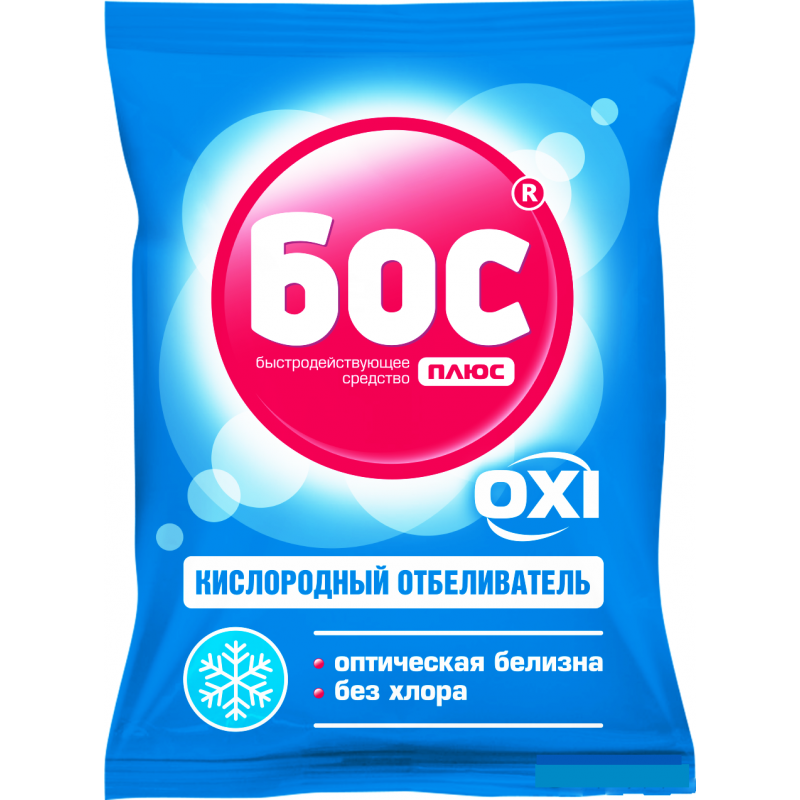 БОС
®
быстродействующее
средство
ПЛЮС
OXI
КИСЛОРОДНЫЙ ОТБЕЛИВАТЕЛЬ
• оптическая белизна
• без хлора